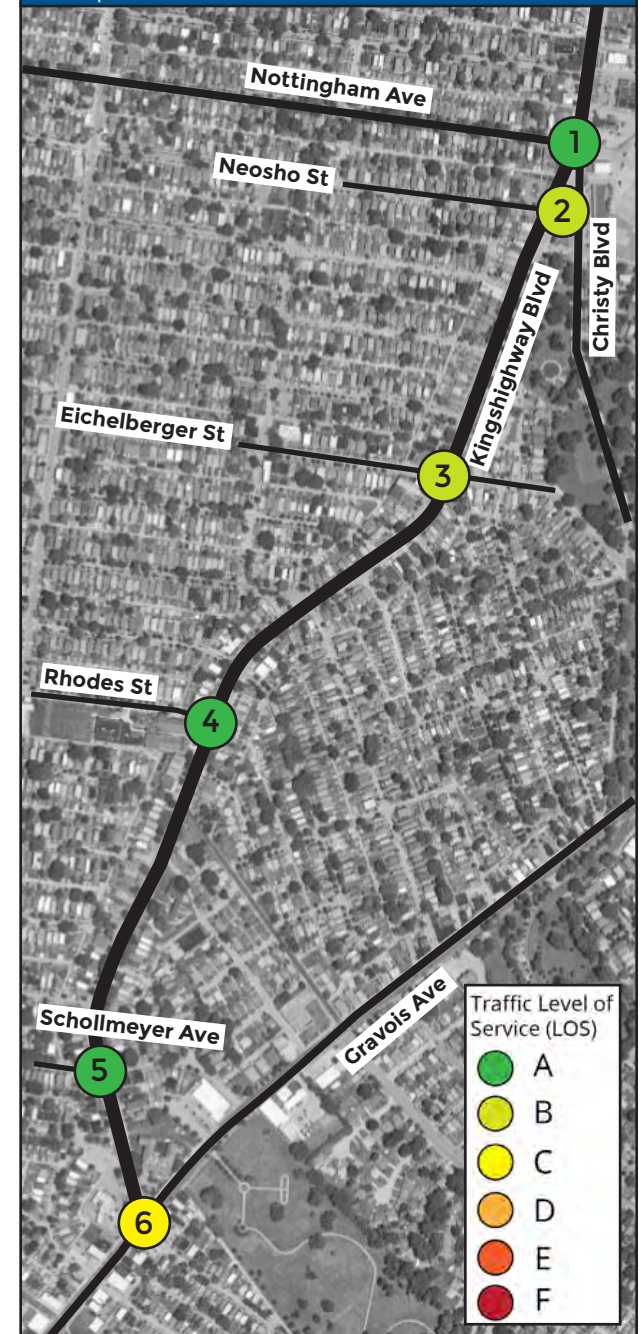 Nottingham Ave
1
Neosho St
2
Christy Blvd
Kingshighway Blvd
Eichelberger St
3
Rhodes St
4
Schollmeyer Ave
5
Gravois Ave
6
Traffic Level of
Service (LOS)
A
B
C
D
E
F